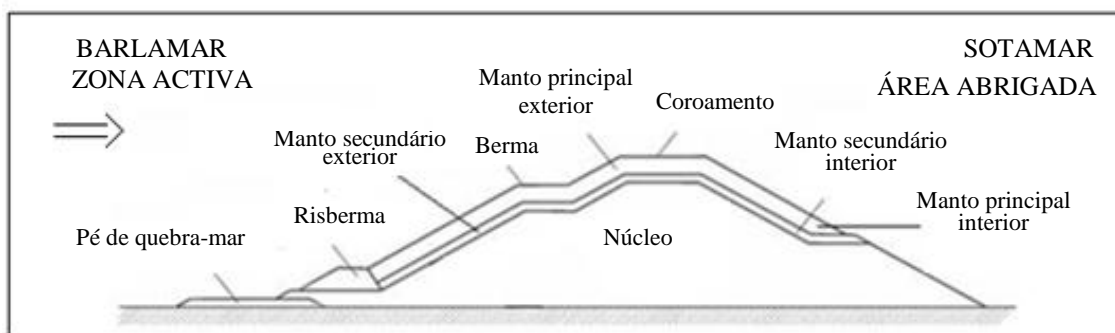 BARLAMAR
ZONA ACTIVA
SOTAMAR
ÁREA ABRIGADA
Manto principal
exterior
Coroamento
Manto secundário
exterior
Berma
Manto secundário
interior
Risberma
Manto principal
interior
Pé de quebra-mar
Núcleo